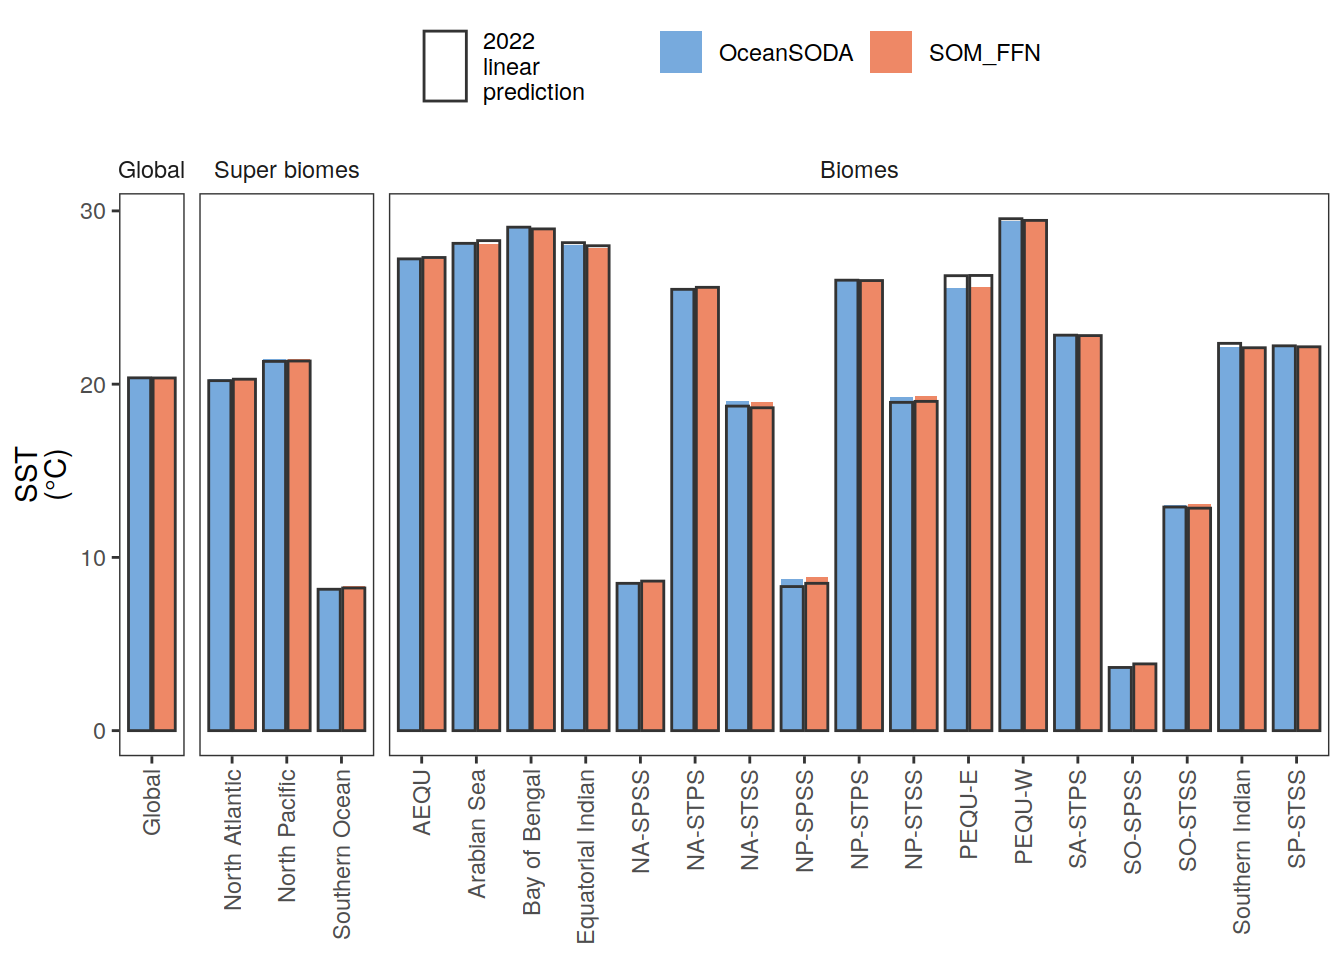 2022
linear
prediction
OceanSODA
SOM_FFN
Global
Super biomes
Biomes
SST
(°C)
30
20
10
0
Global
North Atlantic
North Pacific
Southern Ocean
AEQU
Arabian Sea
Bay of Bengal
Equatorial Indian
NA-SPSS
NA-STPS
NA-STSS
NP-SPSS
NP-STPS
NP-STSS
PEQU-E
PEQU-W
SA-STPS
SO-SPSS
SO-STSS
Southern Indian
SP-STSS